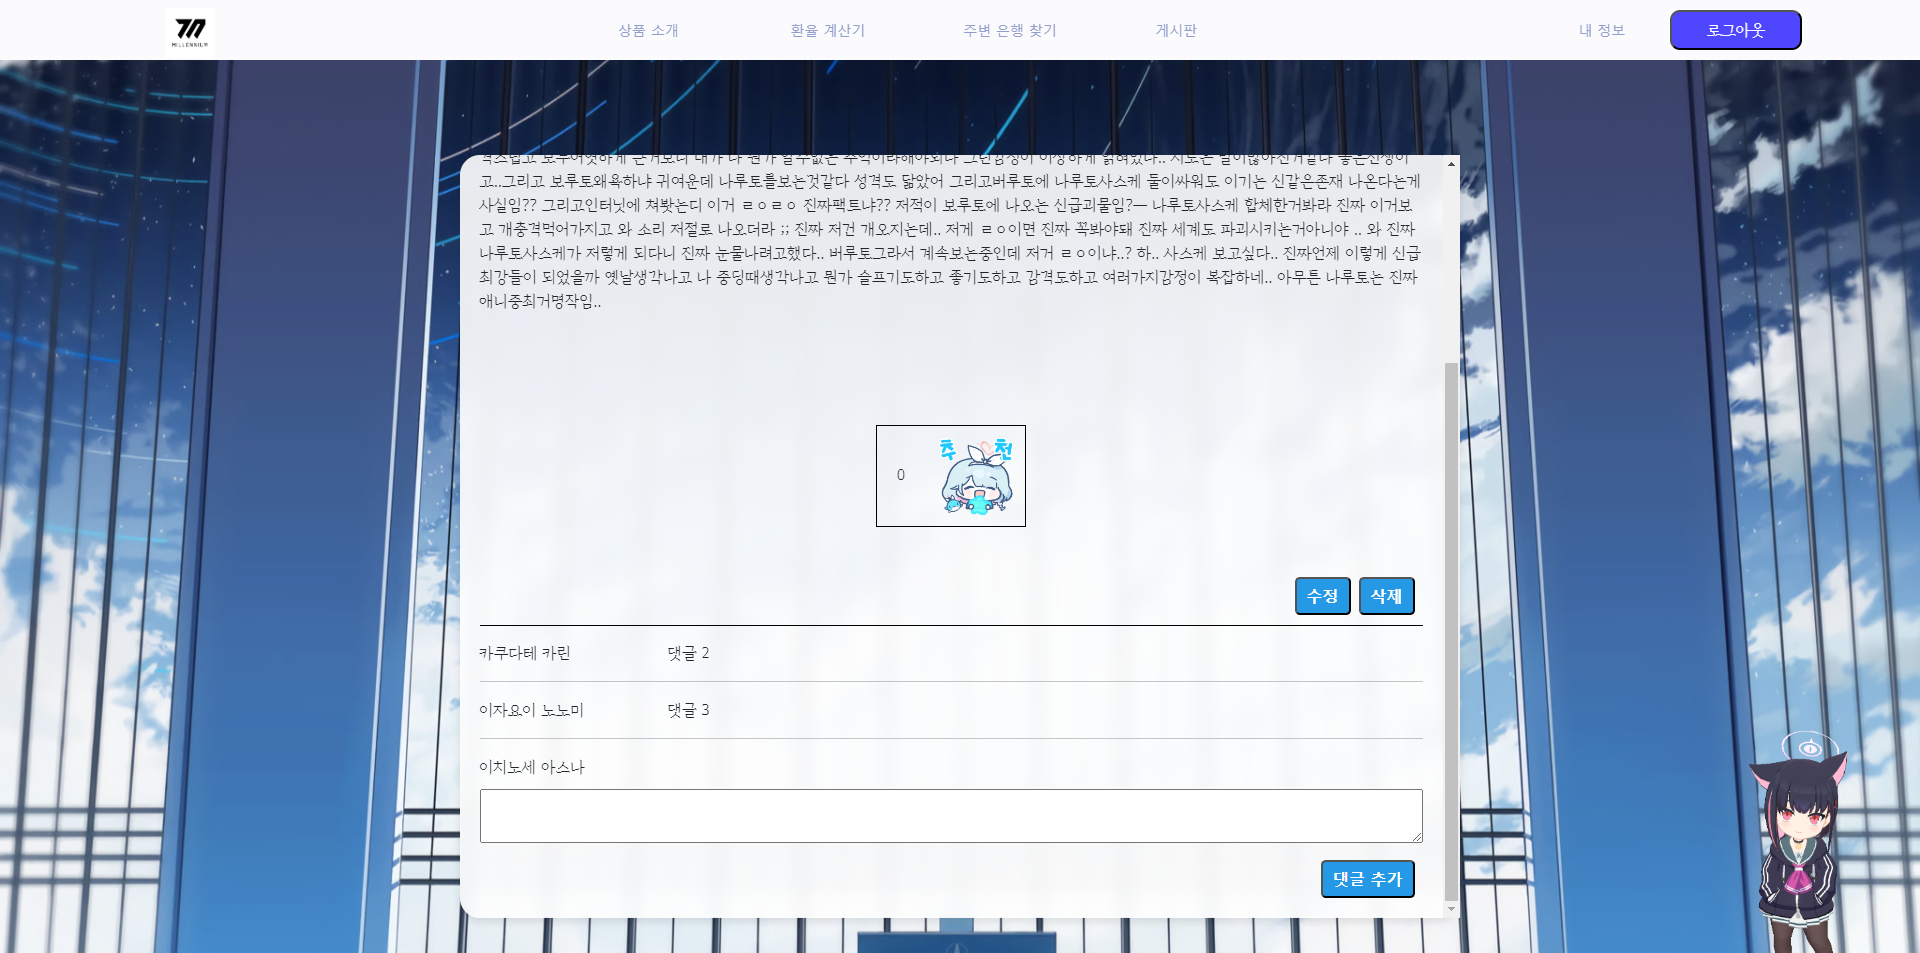 MILLENNIUM
상품 소개
환율 계산기
주변 은행 찾기
게시판
내 정보
로그아웃
고..그리고 보루토왜욕하냐 귀여운데 나루토를보는것같다 성격도 닮았어 그리고버루토에 나루토사스케 둘이싸워도 이기는 신같은존재 나온다는게
사실임?? 그리고인터닛에 쳐봣는디 이거 ㄹㅇㄹㅇ 진짜팩트냐?? 저적이 보루토에 나오는 신급괴물임?ㅡ 나루토사스케 합체한거봐라 진짜 이거보
고 개충격먹어가지고 와 소리 저절로 나오더라 ;; 진짜 저건 개오지는데.. 저게 ㄹㅇ이면 진짜 꼭봐야돼 진짜 세계도 파괴시키는거아니야 .. 와 진짜
나루토사스케가 저렇게 되다니 진짜 눈물나려고했다.. 버루토그라서 계속보는중인데 저거 ㄹㅇ이냐..? 하.. 사스케 보고싶다.. 진짜언제 이렇게 신급
최강들이 되었을까 옛날생각나고 나 중딩때생각나고 뭔가 슬프기도하고 좋기도하고 감격도하고 여러가지감정이 복잡하네.. 아무튼 나루토는 진짜
애니중최거명작임..
0
추천
수정
삭제
카쿠다테 카린 댓글 2
이자요이 노노미 댓글 3
이치노세 아스나
댓글 추가